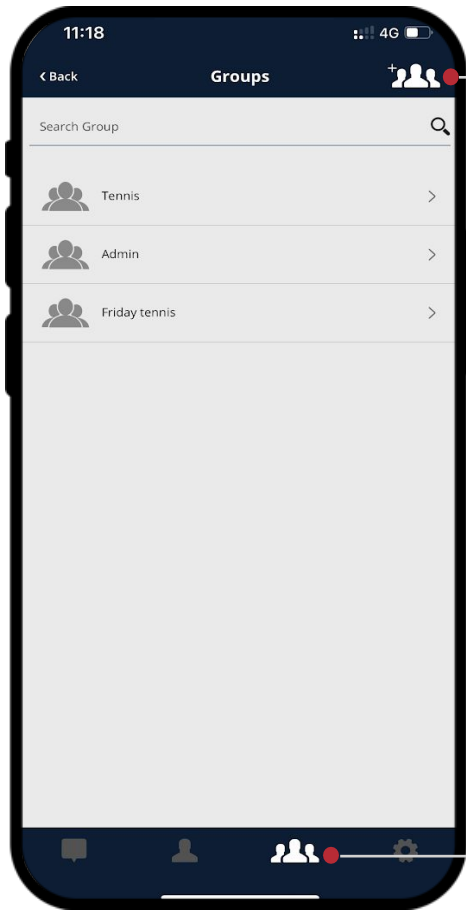 11:18
4G
Back
Groups
Search Group
Tennis
Admin
Friday tennis